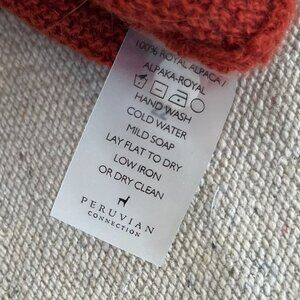 100% ROYAL ALPACA /
ALPAKA-ROYAL
HAND WASH
COLD WATER
MILD SOAP
LAY FLAT TO DRY
LOW IRON
OR DRY CLEAN
PERUVIAN
CONNECTION